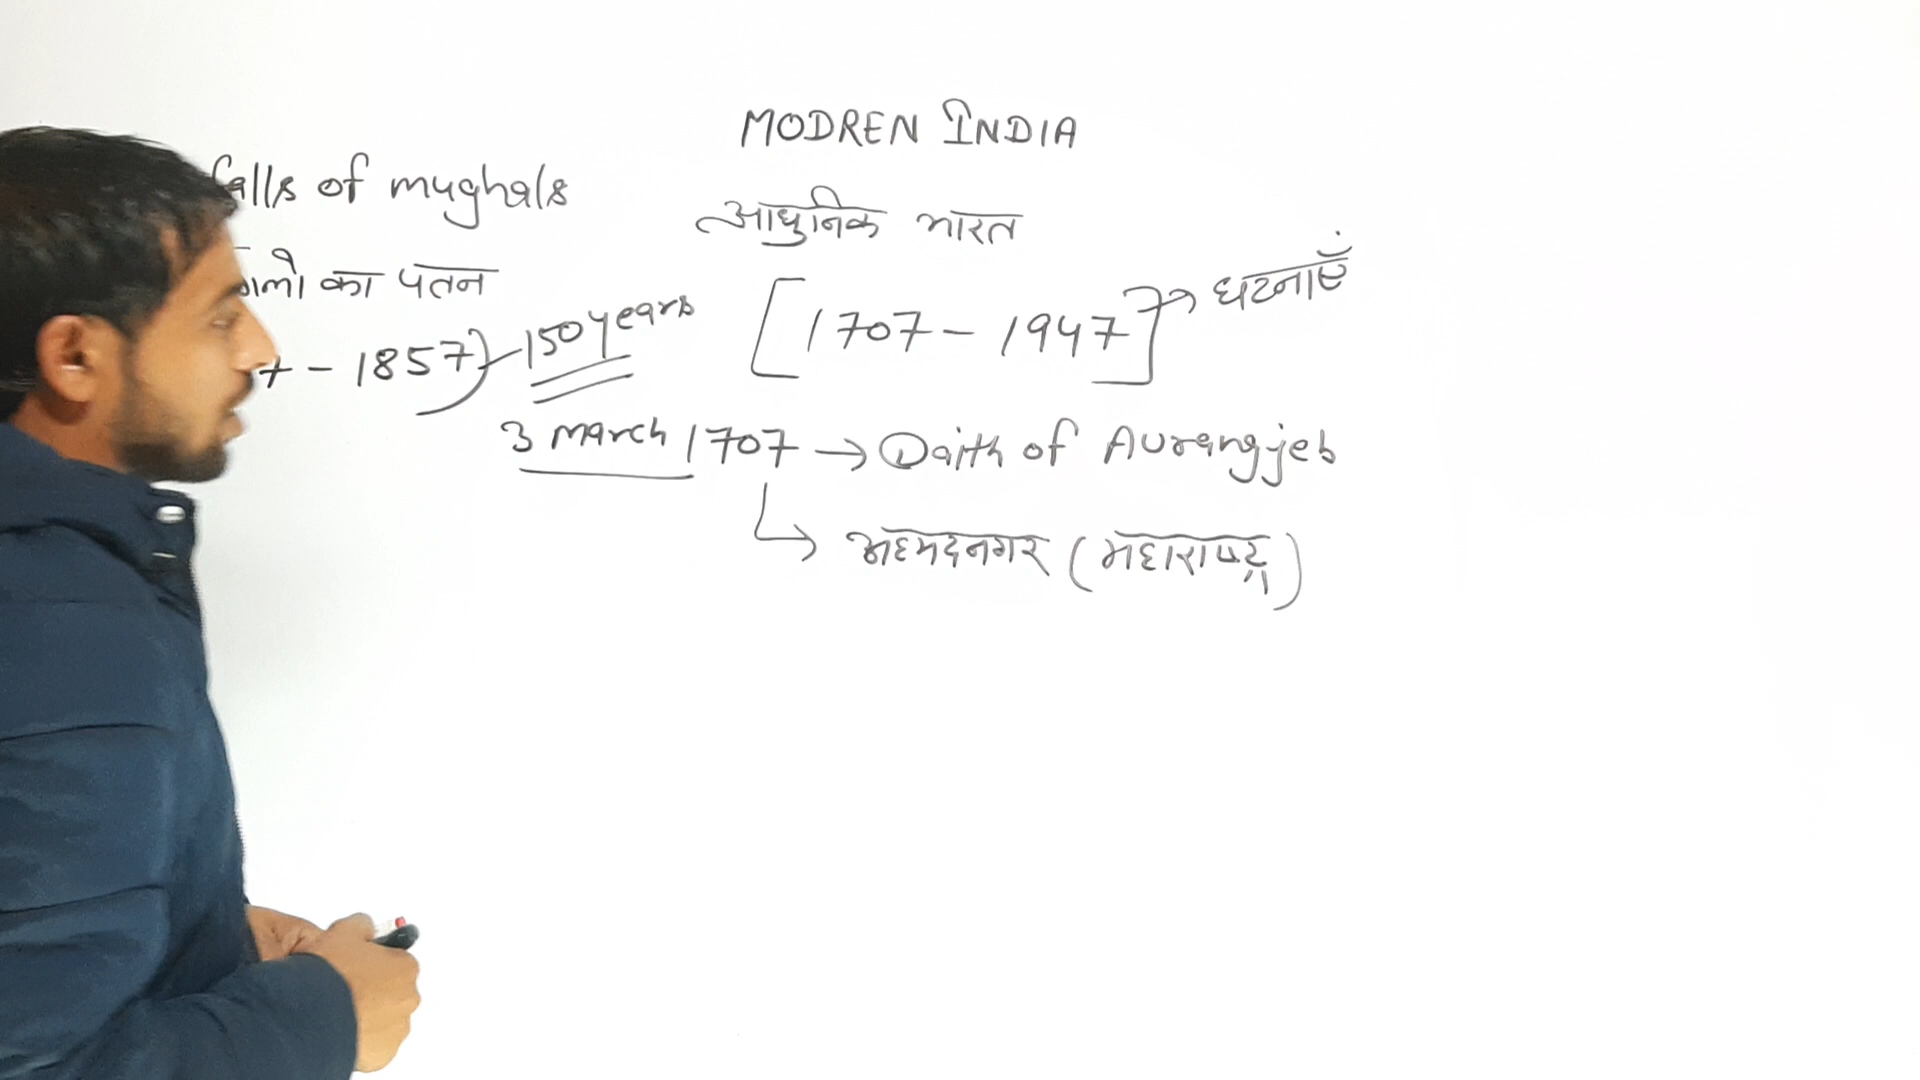 MODREN INDIA
falls of mughals
आधुनिक भारत
का पतन
[1707 - 1947] → घटनाएँ
7 - 1857) - 150 years
3 March 1707 → Daith of Aurangjeb
↳ अहमदनगर (महाराष्ट्र)